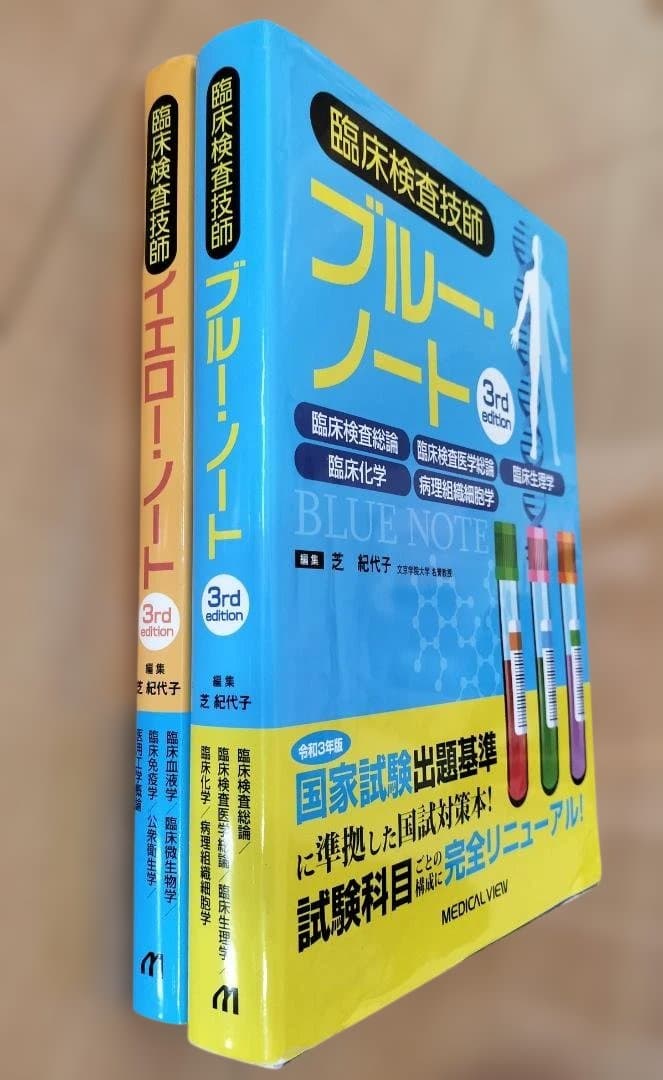 臨床検査技師
イエロー・ノート
3rd
edition
編集
芝 紀代子
臨床血液学／臨床微生物学／
臨床免疫学／公衆衛生学／
医用工学概論
臨床検査技師
ブルー・ノート
3rd
edition
編集
芝 紀代子
臨床検査総論／
臨床検査医学総論／臨床生理学／
臨床化学／病理組織細胞学
臨床検査技師
ブルー・
ノート
3rd
edition
臨床検査総論
臨床検査医学総論
臨床生理学
臨床化学
病理組織細胞学
BLUE NOTE
編集 芝 紀代子 文京学院大学 名誉教授
令和3年版
国家試験出題基準
に準拠した国試対策本!
試験科目ごとの構成に完全リニューアル!
MEDICAL VIEW